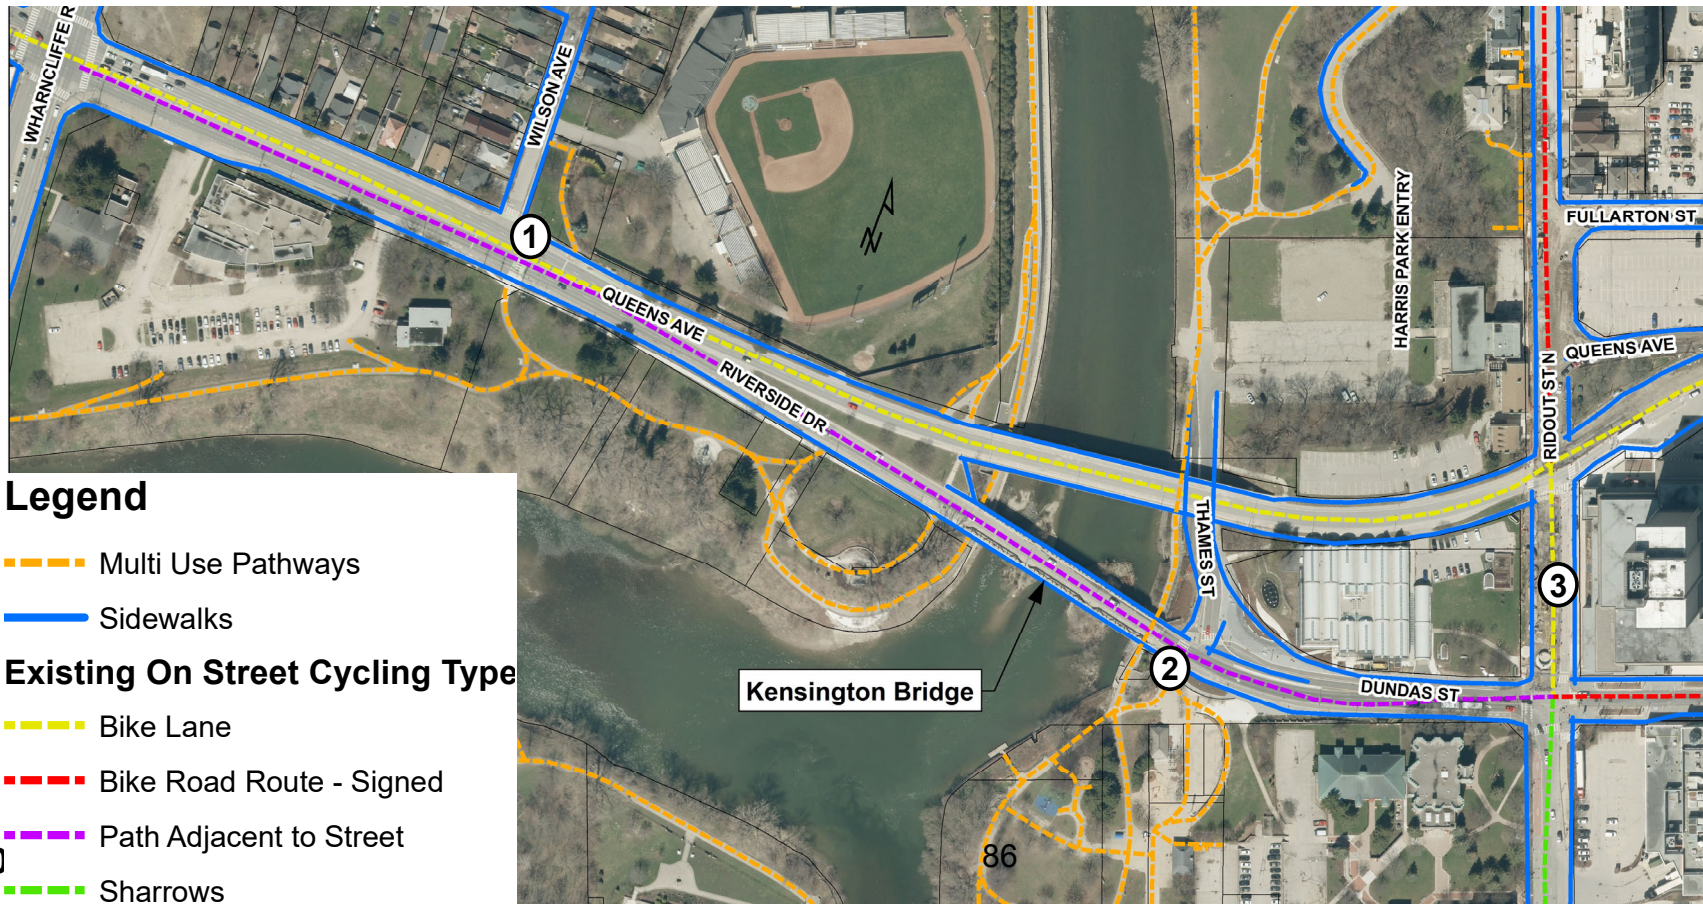 WHARNCLIFFE R
WILSON AVE
1
QUEENS AVE
RIVERSIDE DR
N
HARRIS PARK ENTRY
FULLARTON ST
QUEENS AVE
RIDOUT ST N
THAMES ST
3
2
DUNDAS ST
Kensington Bridge
86
Legend
Multi Use Pathways
Sidewalks
Existing On Street Cycling Type
Bike Lane
Bike Road Route - Signed
Path Adjacent to Street
Sharrows